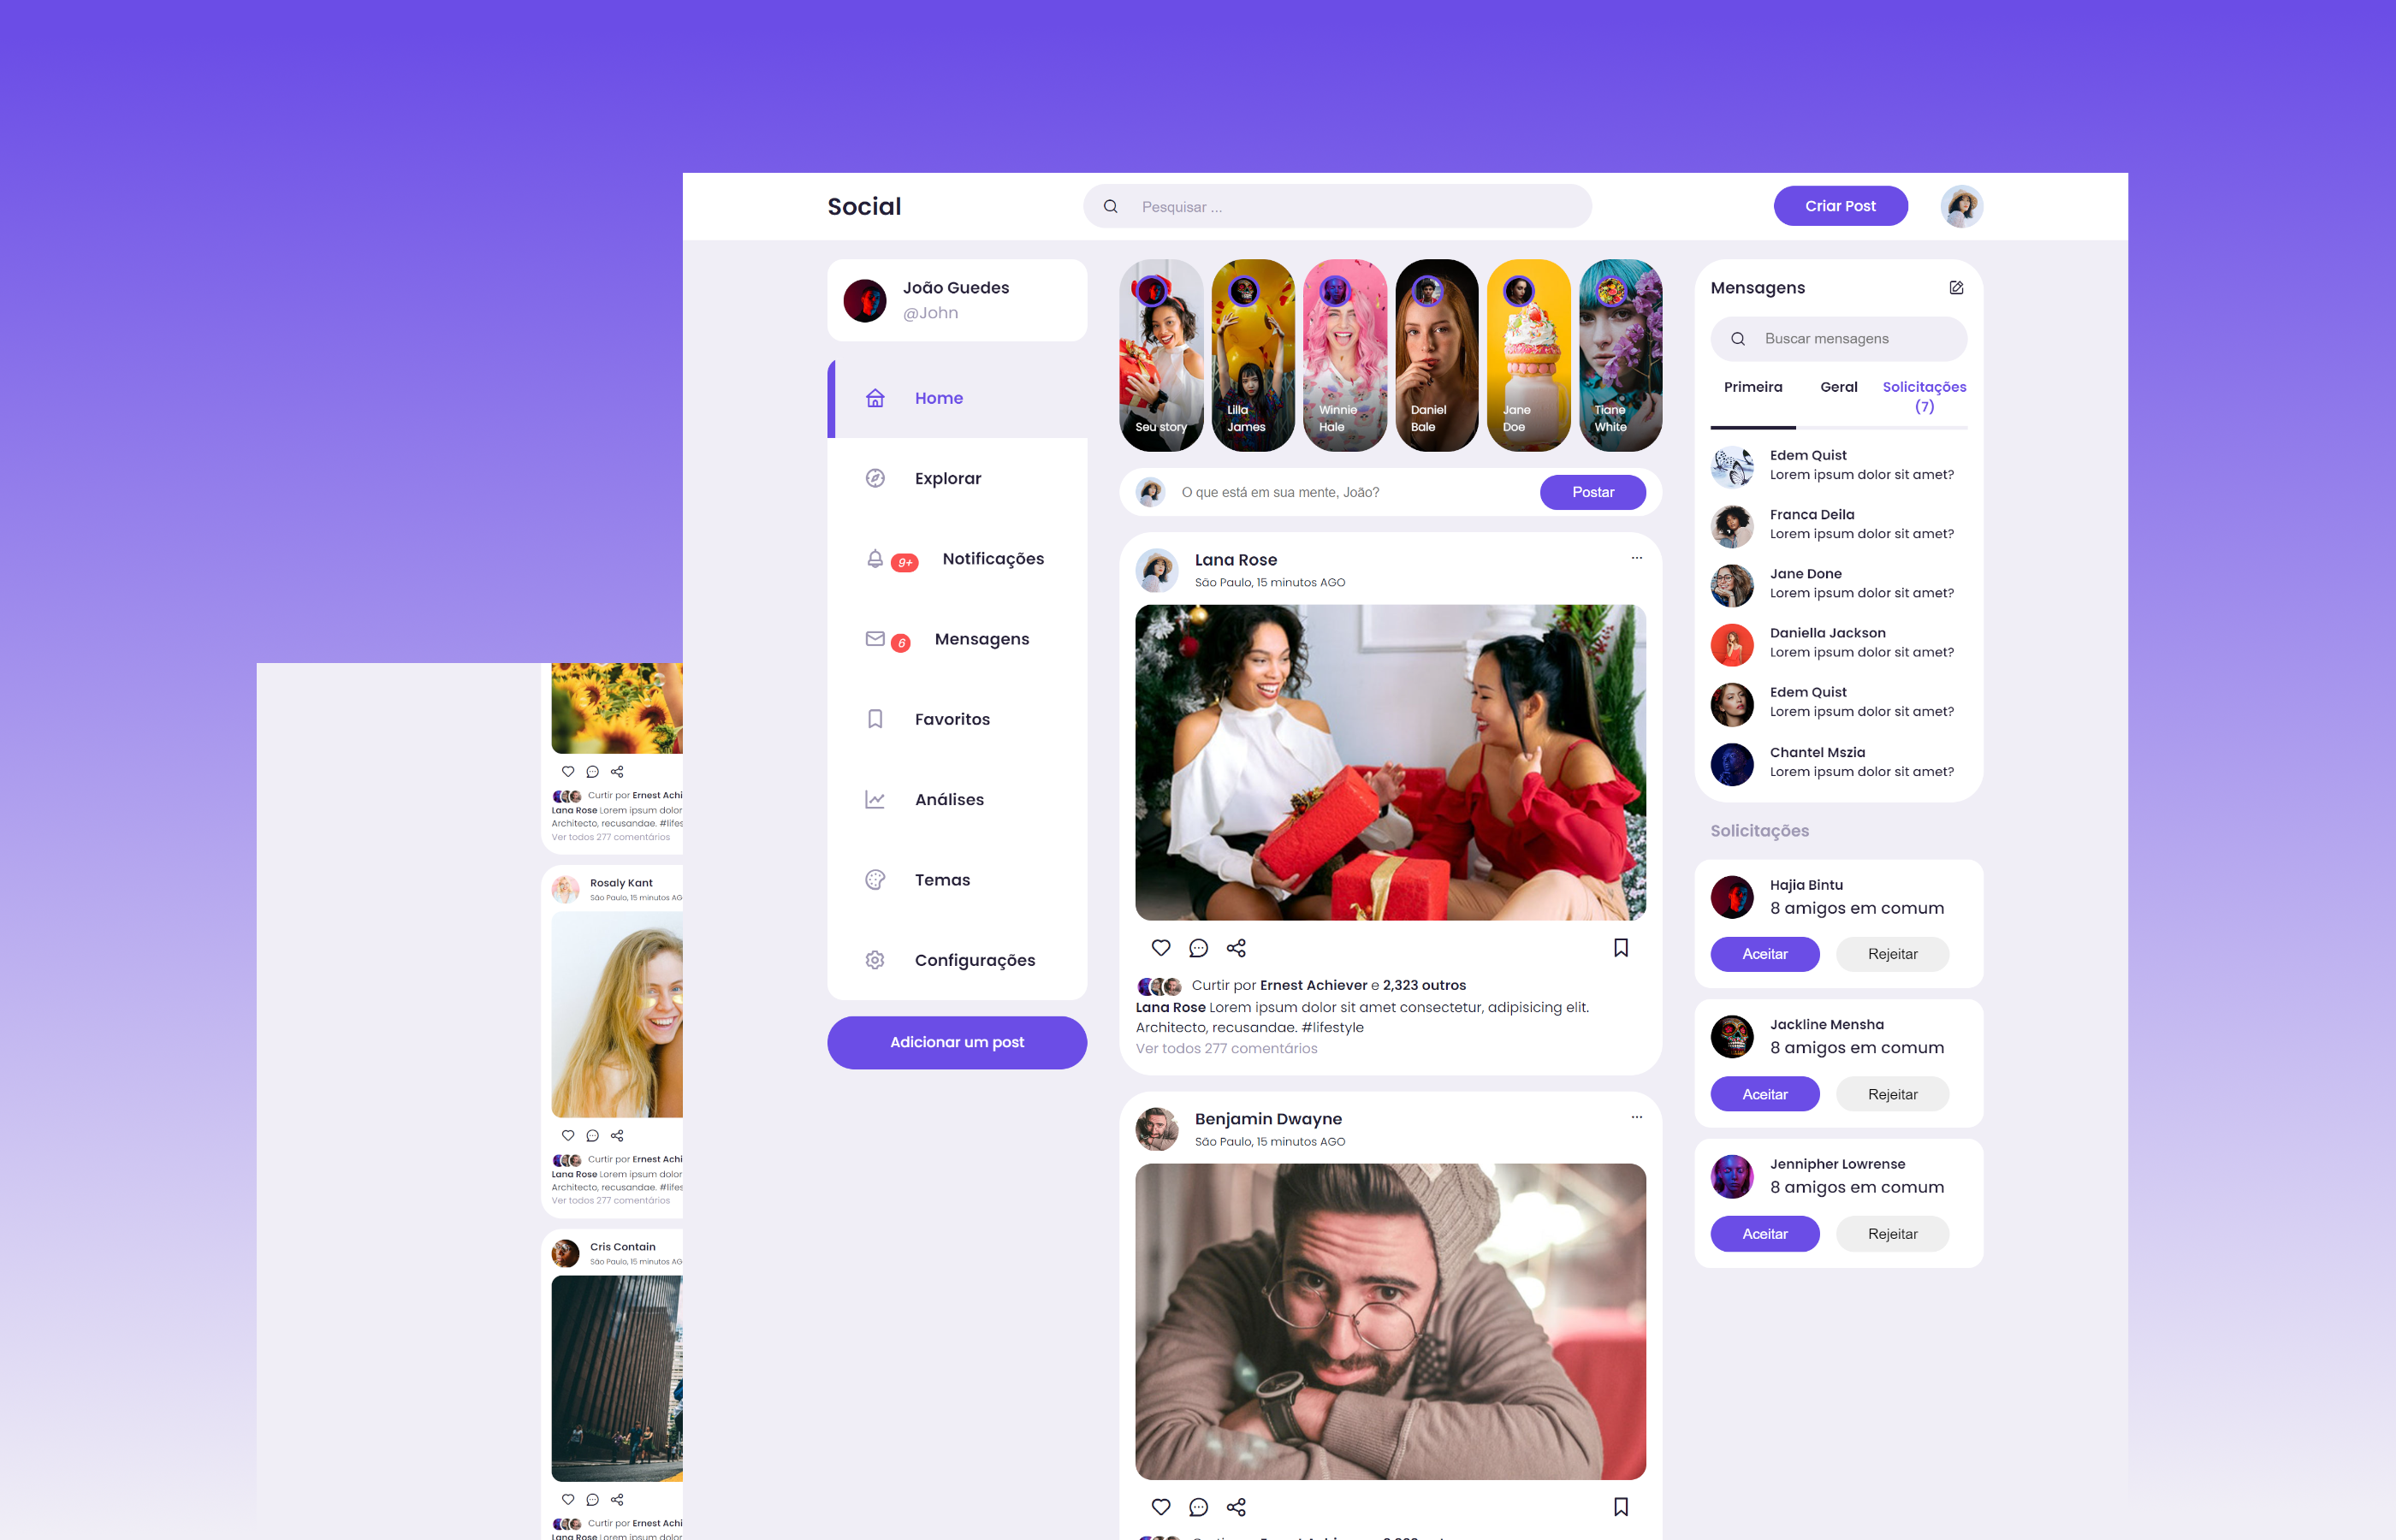 Social
Pesquisar ...
Criar Post
João Guedes
@John
Home
Explorar
9+
Notificações
6
Mensagens
Favoritos
Análises
Temas
Configurações
Adicionar um post
Seu story
Lilla
James
Winnie
Hale
Daniel
Bale
Jane
Doe
Tiane
White
O que está em sua mente, João?
Postar
Lana Rose
São Paulo, 15 minutos AGO
Curtir por Ernest Achiever e 2,323 outros
Lana Rose Lorem ipsum dolor sit amet consectetur, adipisicing elit.
Architecto, recusandae. #lifestyle
Ver todos 277 comentários
Benjamin Dwayne
São Paulo, 15 minutos AGO
Mensagens
Buscar mensagens
Primeira
Geral
Solicitações
(7)
Edem Quist
Lorem ipsum dolor sit amet?
Franca Deila
Lorem ipsum dolor sit amet?
Jane Done
Lorem ipsum dolor sit amet?
Daniella Jackson
Lorem ipsum dolor sit amet?
Edem Quist
Lorem ipsum dolor sit amet?
Chantel Mszia
Lorem ipsum dolor sit amet?
Solicitações
Hajia Bintu
8 amigos em comum
Aceitar
Rejeitar
Jackline Mensha
8 amigos em comum
Aceitar
Rejeitar
Jennipher Lowrense
8 amigos em comum
Aceitar
Rejeitar
Curtir por Ernest Achi
Lana Rose Lorem ipsum dolor
Architecto, recusandae. #lifes
Ver todos 277 comentários
Rosaly Kant
São Paulo, 15 minutos AG
Curtir por Ernest Achi
Lana Rose Lorem ipsum dolor
Architecto, recusandae. #lifes
Ver todos 277 comentários
Cris Contain
São Paulo, 15 minutos AG
Curtir por Ernest Achi
Lana Rose Lorem ipsum dolor